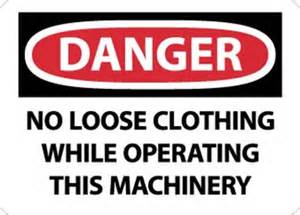 DANGER
NO LOOSE CLOTHING
WHILE OPERATING
THIS MACHINERY